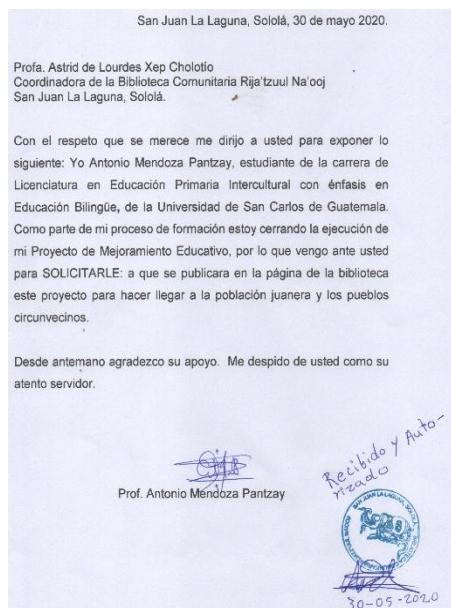 San Juan La Laguna, Sololá, 30 de mayo 2020.
Profa. Astrid de Lourdes Xep Cholotío
Coordinadora de la Biblioteca Comunitaria Rija'tzuul Na'ooj
San Juan La Laguna, Sololá.
Con el respeto que se merece me dirijo a usted para exponer lo
siguiente: Yo Antonio Mendoza Pantzay, estudiante de la carrera de
Licenciatura en Educación Primaria Intercultural con énfasis en
Educación Bilingüe, de la Universidad de San Carlos de Guatemala.
Como parte de mi proceso de formación estoy cerrando la ejecución de
mi Proyecto de Mejoramiento Educativo, por lo que vengo ante usted
para SOLICITARLE: a que se publicara en la página de la biblioteca
este proyecto para hacer llegar a la población juanera y los pueblos
circunvecinos.
Desde antemano agradezco su apoyo. Me despido de usted como su
atento servidor.
Prof. Antonio Mendoza Pantzay
Recibido y Auto-
rizado
SAN JUAN LA LAGUNA, SOLOLÁ
30-05-2020